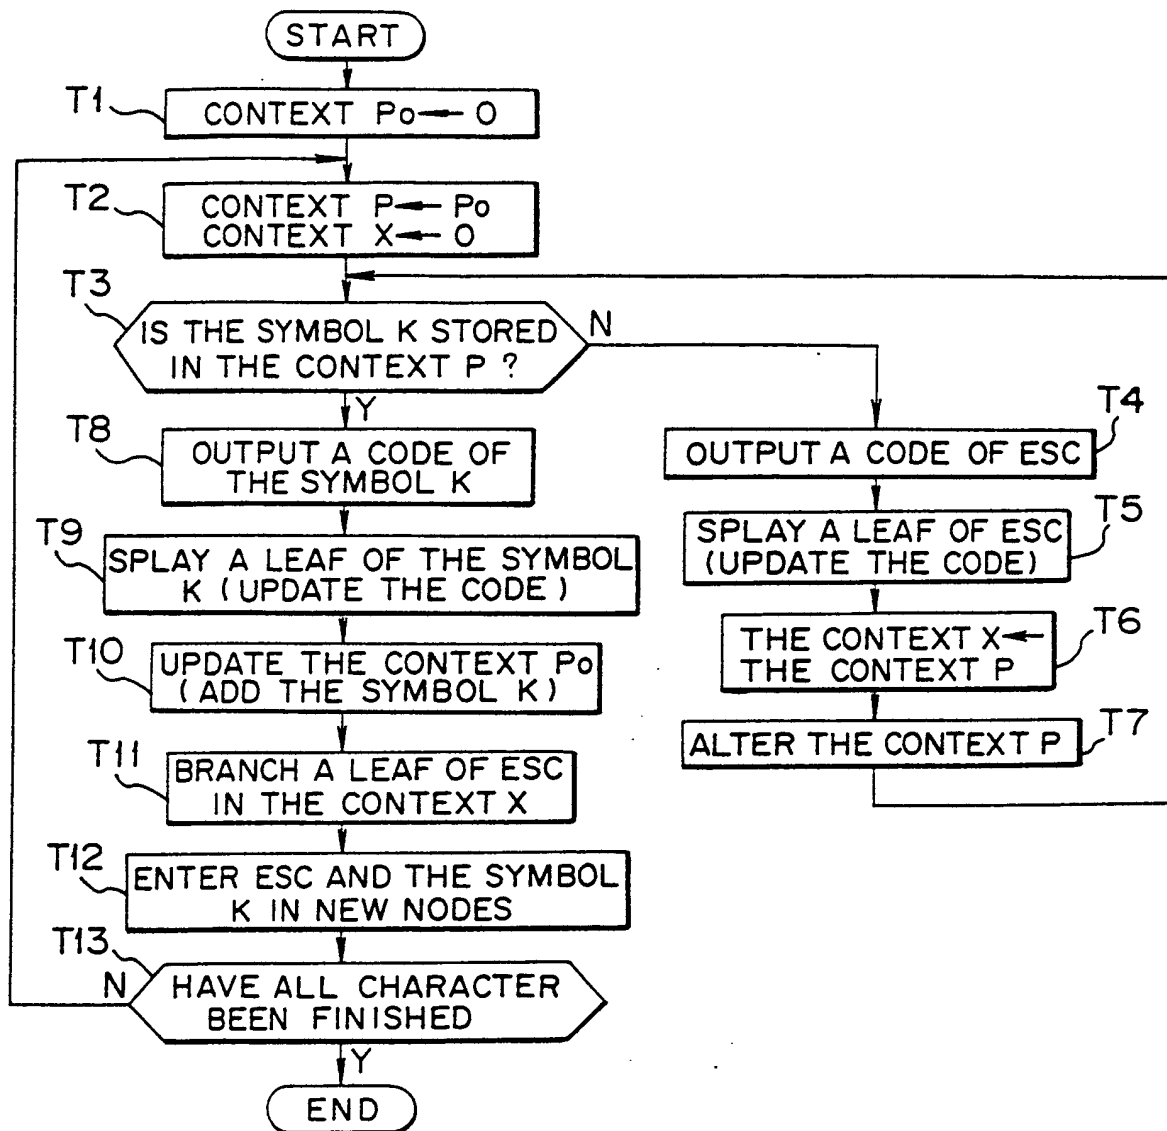 START
T1
CONTEXT Po ← O
T2
CONTEXT P ← Po
CONTEXT X ← O
T3
IS THE SYMBOL K STORED
IN THE CONTEXT P ?
N
Y
T8
OUTPUT A CODE OF
THE SYMBOL K
T9
SPLAY A LEAF OF THE SYMBOL
K (UPDATE THE CODE)
T10
UPDATE THE CONTEXT Po
(ADD THE SYMBOL K)
T11
BRANCH A LEAF OF ESC
IN THE CONTEXT X
T12
ENTER ESC AND THE SYMBOL
K IN NEW NODES
T13
N
HAVE ALL CHARACTER
BEEN FINISHED
Y
END
T4
OUTPUT A CODE OF ESC
T5
SPLAY A LEAF OF ESC
(UPDATE THE CODE)
T6
THE CONTEXT X ←
THE CONTEXT P
T7
ALTER THE CONTEXT P